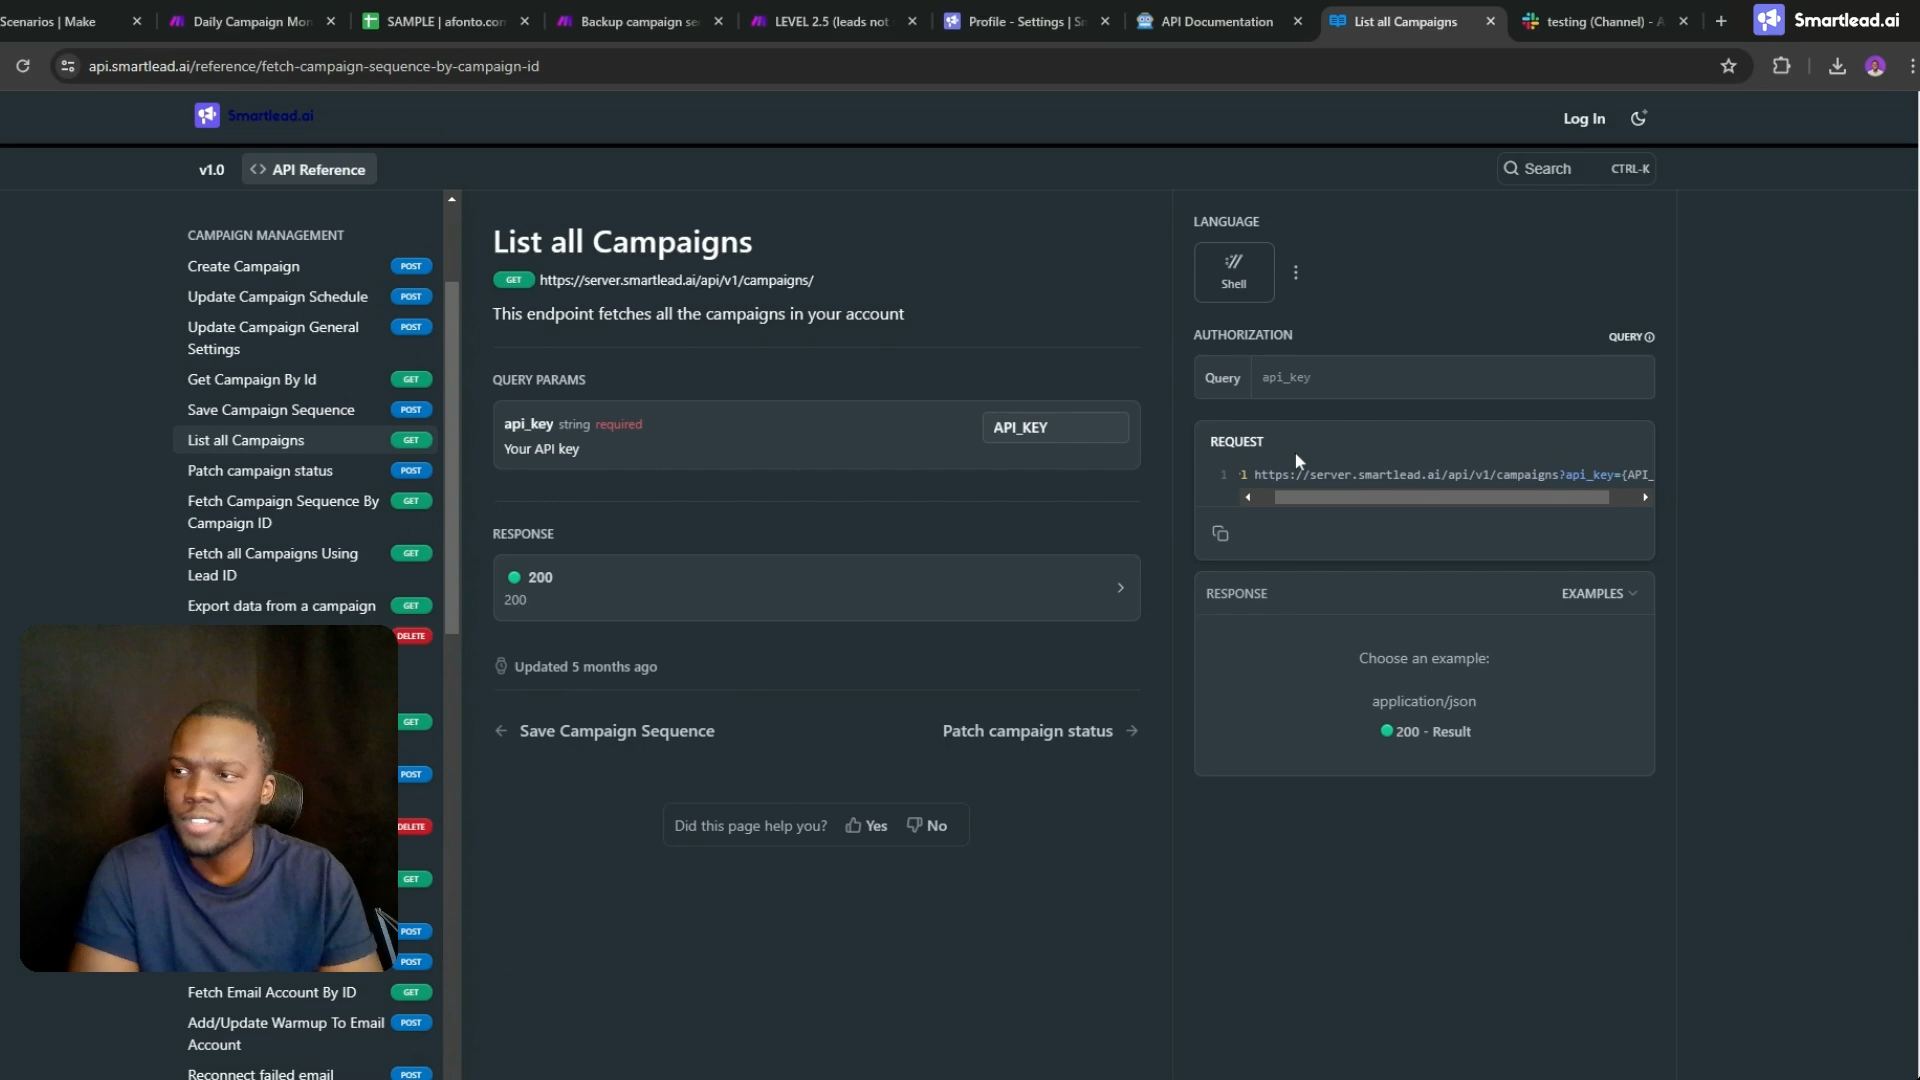 Scenarios | Make
Daily Campaign Mon
SAMPLE | afonto.con
Backup campaign se
LEVEL 2.5 (leads not
Profile - Settings | Sm
API Documentation
List all Campaigns
testing (Channel) - A
Smartlead.ai
api.smartlead.ai/reference/fetch-campaign-sequence-by-campaign-id
Smartlead.ai
Log In
v1.0
<> API Reference
Search
CTRL-K
CAMPAIGN MANAGEMENT
Create Campaign
POST
Update Campaign Schedule
POST
Update Campaign General
Settings
POST
Get Campaign By Id
GET
Save Campaign Sequence
POST
List all Campaigns
GET
Patch campaign status
POST
Fetch Campaign Sequence By
Campaign ID
GET
Fetch all Campaigns Using
Lead ID
GET
Export data from a campaign
GET
DELETE
GET
POST
DELETE
GET
POST
POST
Fetch Email Account By ID
GET
Add/Update Warmup To Email
Account
POST
Reconnect failed email
POST
List all Campaigns
GET https://server.smartlead.ai/api/v1/campaigns/
This endpoint fetches all the campaigns in your account
QUERY PARAMS
api_key string required
API_KEY
Your API key
RESPONSE
200
200
Updated 5 months ago
Save Campaign Sequence
Patch campaign status
Did this page help you?
Yes
No
LANGUAGE
Shell
AUTHORIZATION
QUERY
Query
api_key
REQUEST
1 l https://server.smartlead.ai/api/v1/campaigns?api_key={API_
RESPONSE
EXAMPLES
Choose an example:
application/json
200 - Result